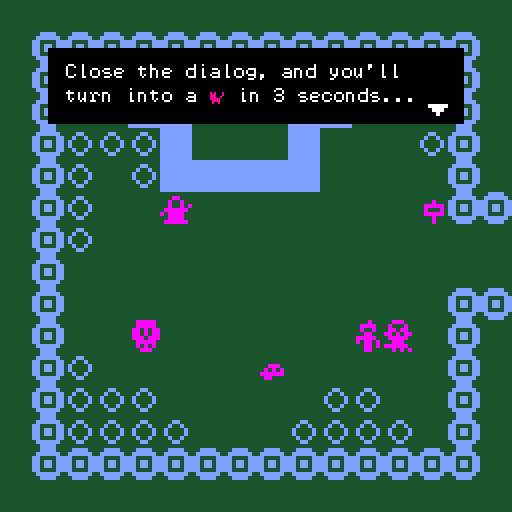 Close the dialog, and you'll
turn into a in 3 seconds...